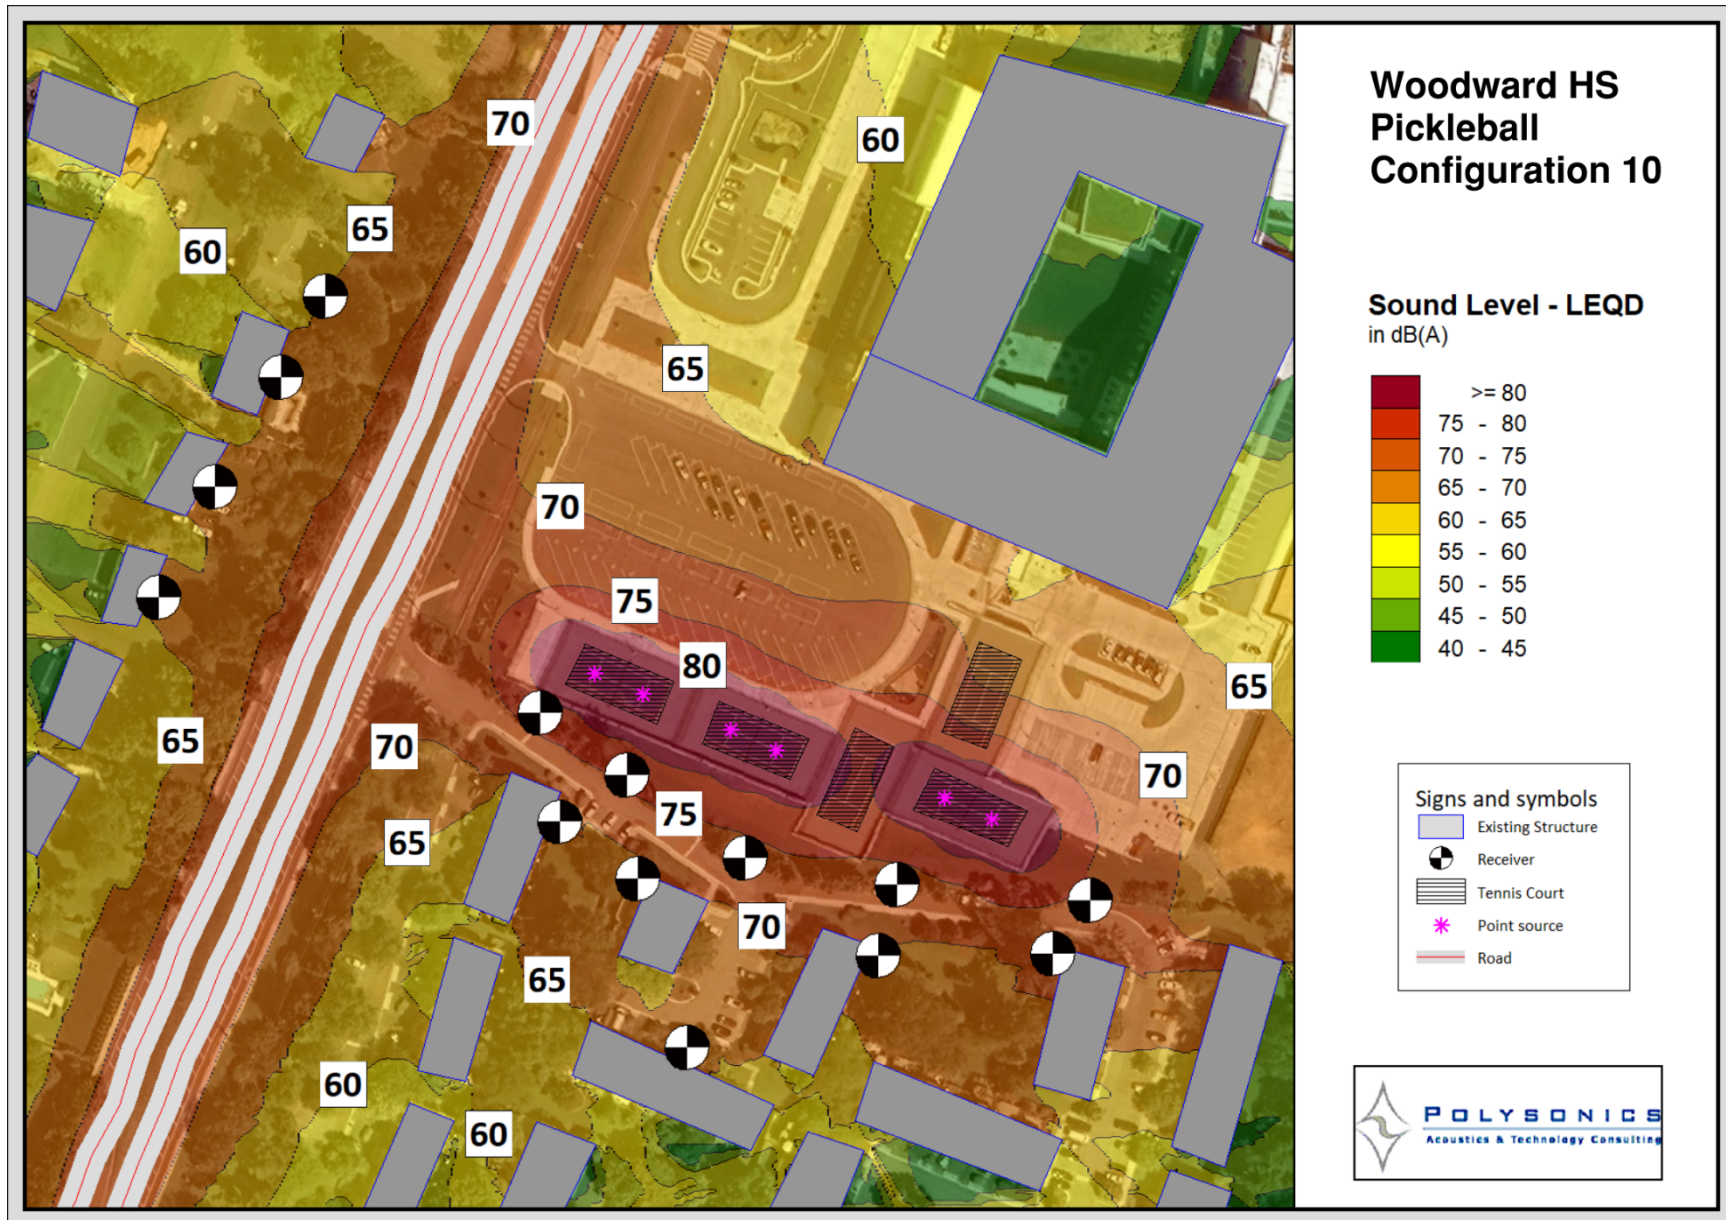 Woodward HS
Pickleball
Configuration 10
Sound Level - LEQD
in dB(A)
>= 80
75 - 80
70 - 75
65 - 70
60 - 65
55 - 60
50 - 55
45 - 50
40 - 45
Signs and symbols
Existing Structure
Receiver
Tennis Court
Point source
Road
POLYSONICS
Acoustics & Technology Consulting
70
60
65
60
65
70
75
80
65
65
70
70
75
65
70
65
60
60